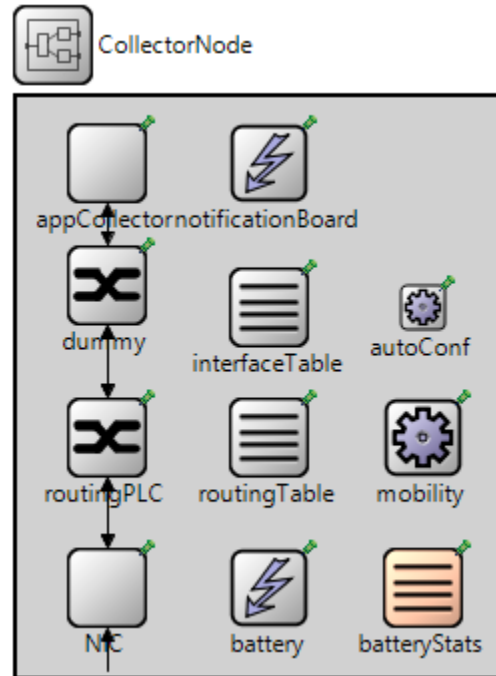 CollectorNode
appCollector notificationBoard
dummy
interfaceTable
autoConf
routingPLC routingTable mobility
NIC battery batteryStats